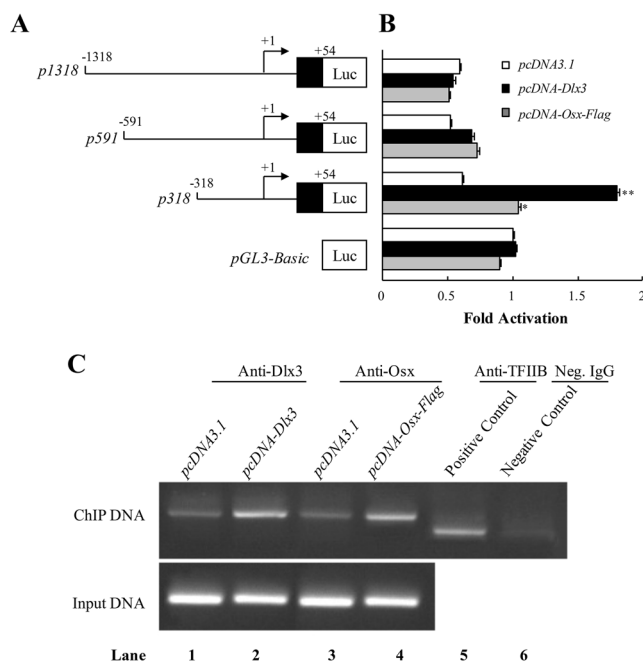 A
B
-1318
+1
+54
p1318
Luc
-591
+1
+54
p591
Luc
-318
+1
+54
p318
Luc
pGL3-Basic
Luc
pcDNA3.1
pcDNA-Dlx3
pcDNA-Osx-Flag
**
*
0 0.5 1 1.5 2
Fold Activation
C
Anti-Dlx3 Anti-Osx Anti-TFIIB Neg. IgG
pcDNA3.1 pcDNA-Dlx3 pcDNA3.1 pcDNA-Osx-Flag Positive Control Negative Control
ChIP DNA
Input DNA
Lane 1 2 3 4 5 6